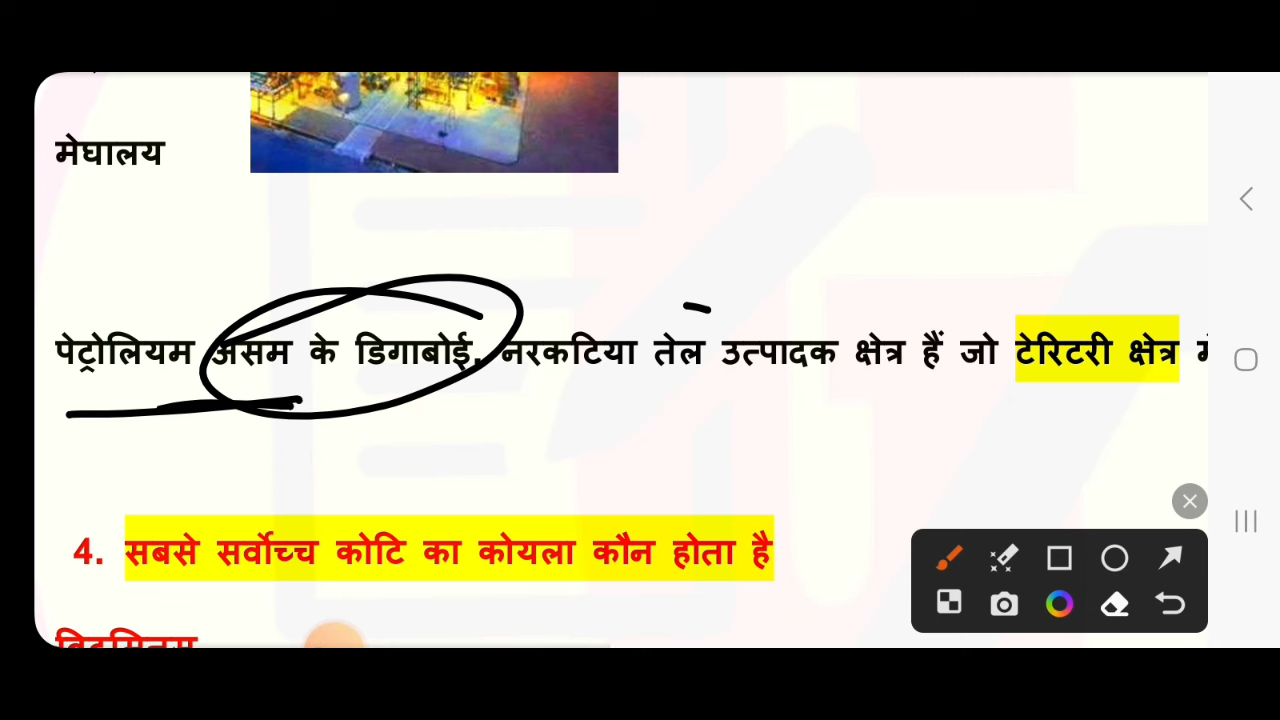 मेघालय
पेट्रोलियम असम के डिगाबोई, नरकटिया तेल उत्पादक क्षेत्र हैं जो टेरिटरी क्षेत्र
4. सबसे सर्वोच्च कोटि का कोयला कौन होता है